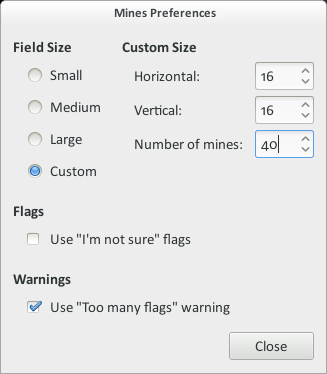 Mines Preferences
Field Size
Small
Medium
Large
Custom
Custom Size
Horizontal: 16
Vertical: 16
Number of mines: 40
Flags
Use "I'm not sure" flags
Warnings
Use "Too many flags" warning
Close